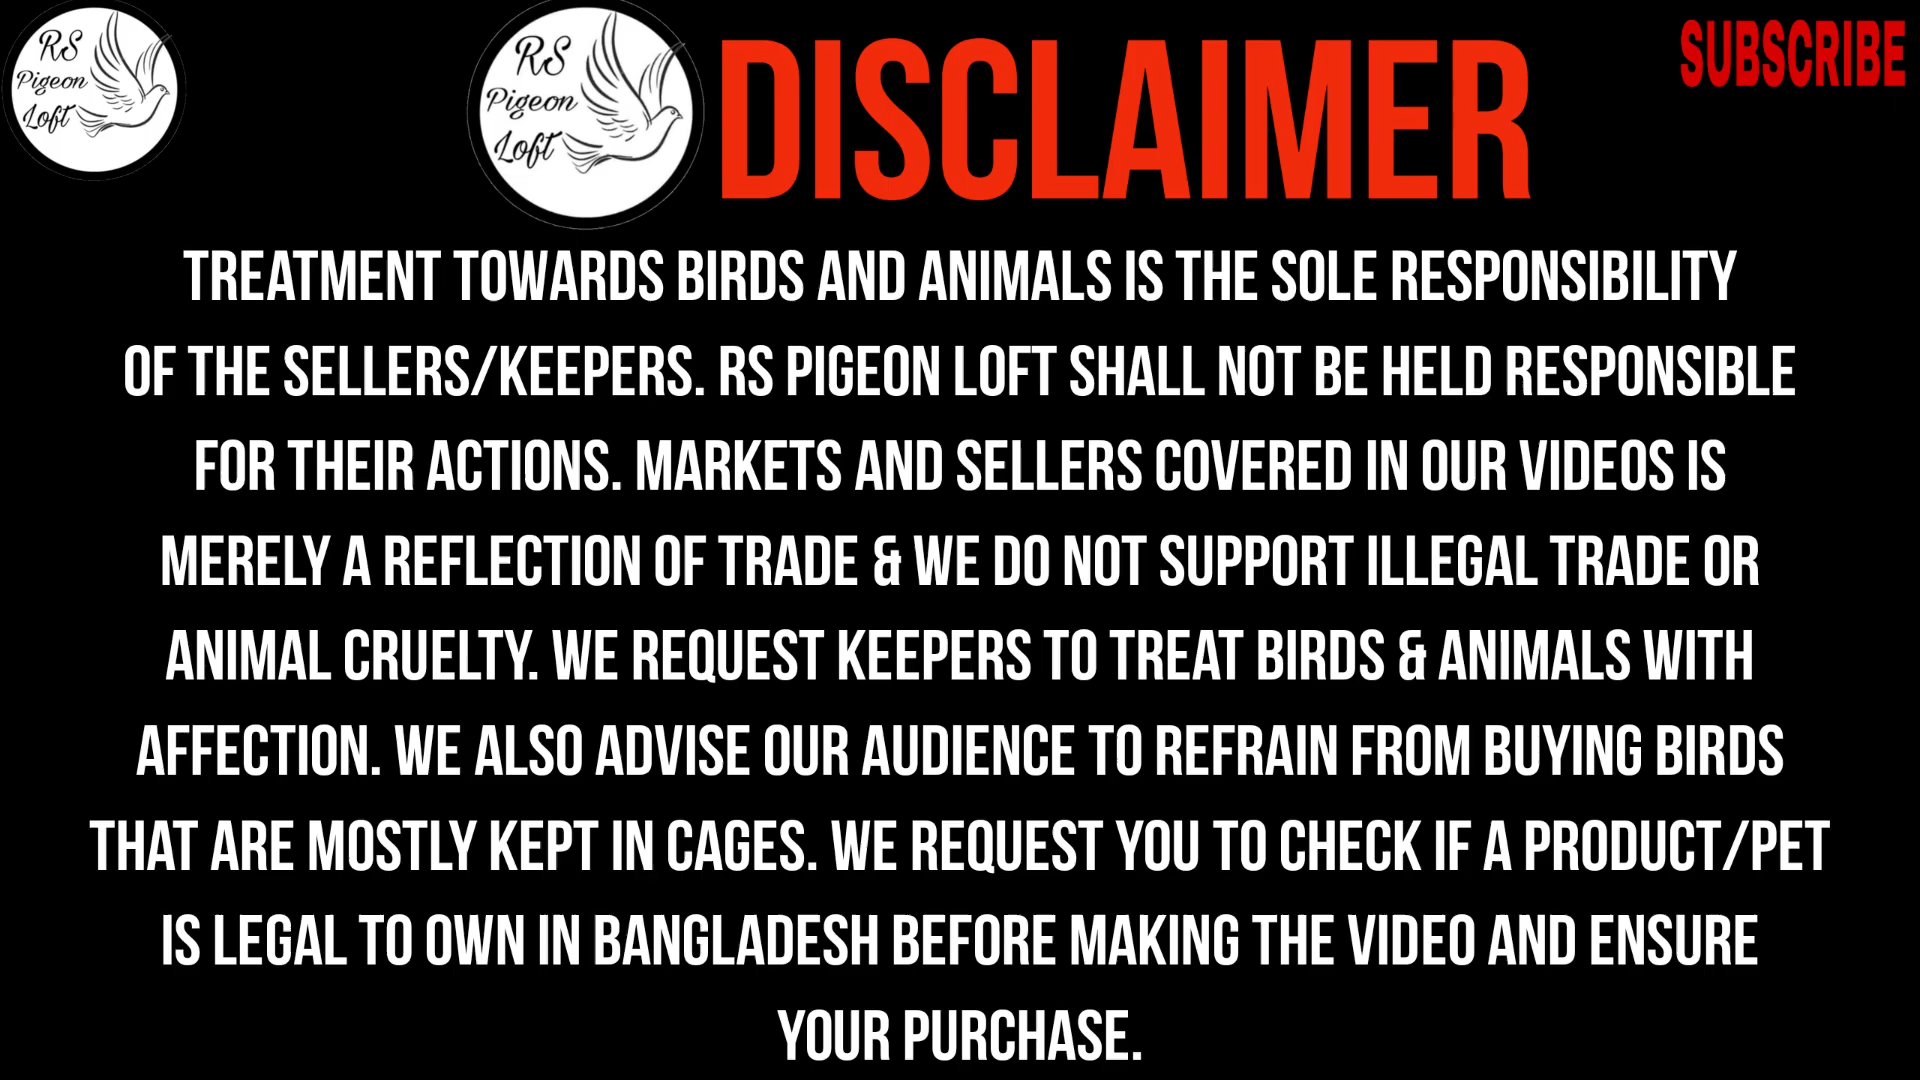 RS
Pigeon
Loft
RS
Pigeon
Loft
DISCLAIMER
SUBSCRIBE
TREATMENT TOWARDS BIRDS AND ANIMALS IS THE SOLE RESPONSIBILITY
OF THE SELLERS/KEEPERS. RS PIGEON LOFT SHALL NOT BE HELD RESPONSIBLE
FOR THEIR ACTIONS. MARKETS AND SELLERS COVERED IN OUR VIDEOS IS
MERELY A REFLECTION OF TRADE & WE DO NOT SUPPORT ILLEGAL TRADE OR
ANIMAL CRUELTY. WE REQUEST KEEPERS TO TREAT BIRDS & ANIMALS WITH
AFFECTION. WE ALSO ADVISE OUR AUDIENCE TO REFRAIN FROM BUYING BIRDS
THAT ARE MOSTLY KEPT IN CAGES. WE REQUEST YOU TO CHECK IF A PRODUCT/PET
IS LEGAL TO OWN IN BANGLADESH BEFORE MAKING THE VIDEO AND ENSURE
YOUR PURCHASE.